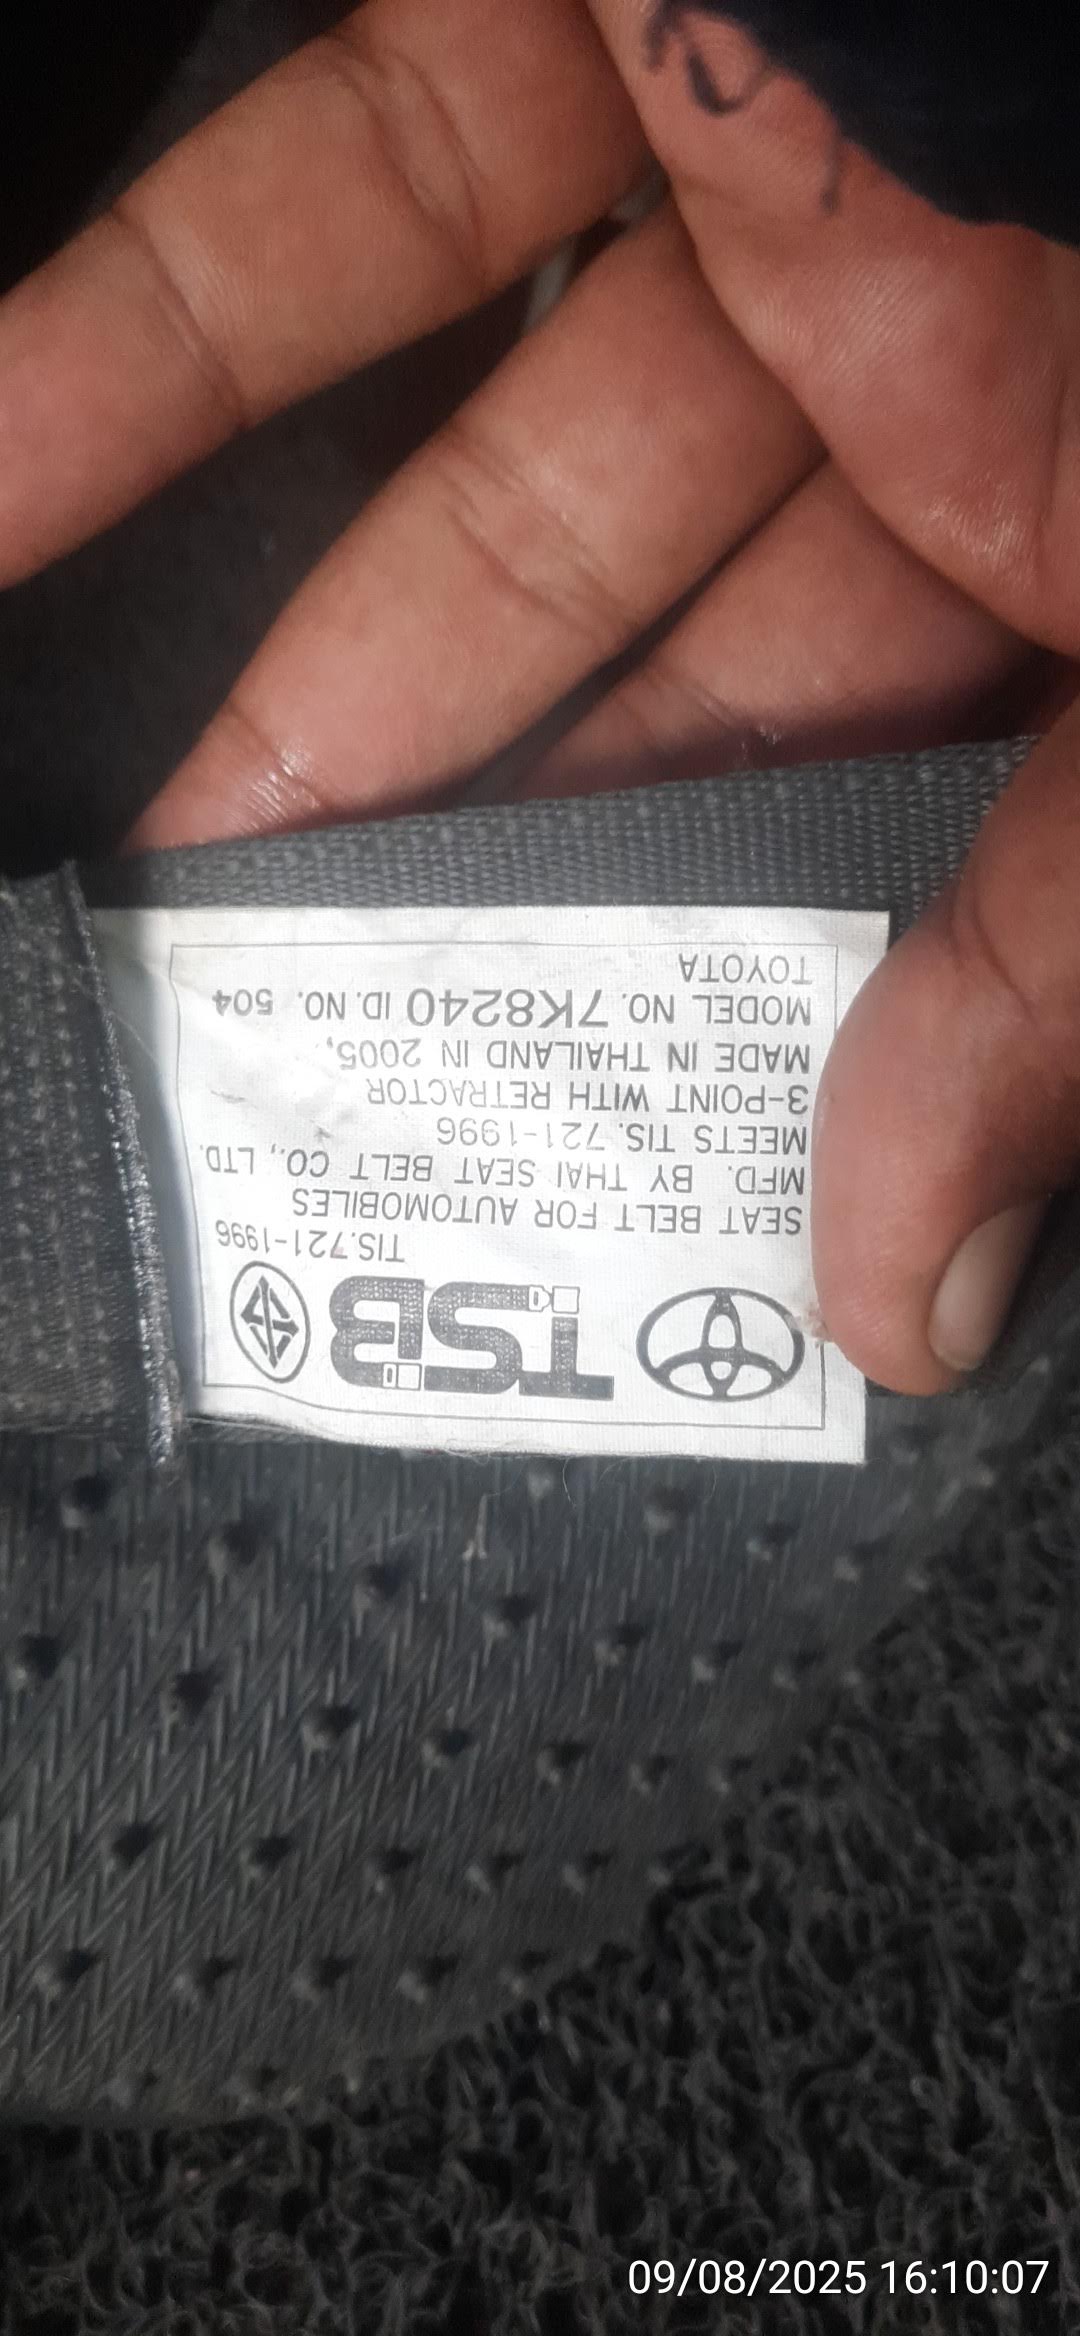 TSB
TIS.721-1996
SEAT BELT FOR AUTOMOBILES
MFD. BY THAI SEAT BELT CO., LTD.
MEETS TIS. 721-1996
3-POINT WITH RETRACTOR
MADE IN THAILAND IN 2005,
MODEL NO. 7K8240 ID. NO. 504
TOYOTA
09/08/2025 16:10:07